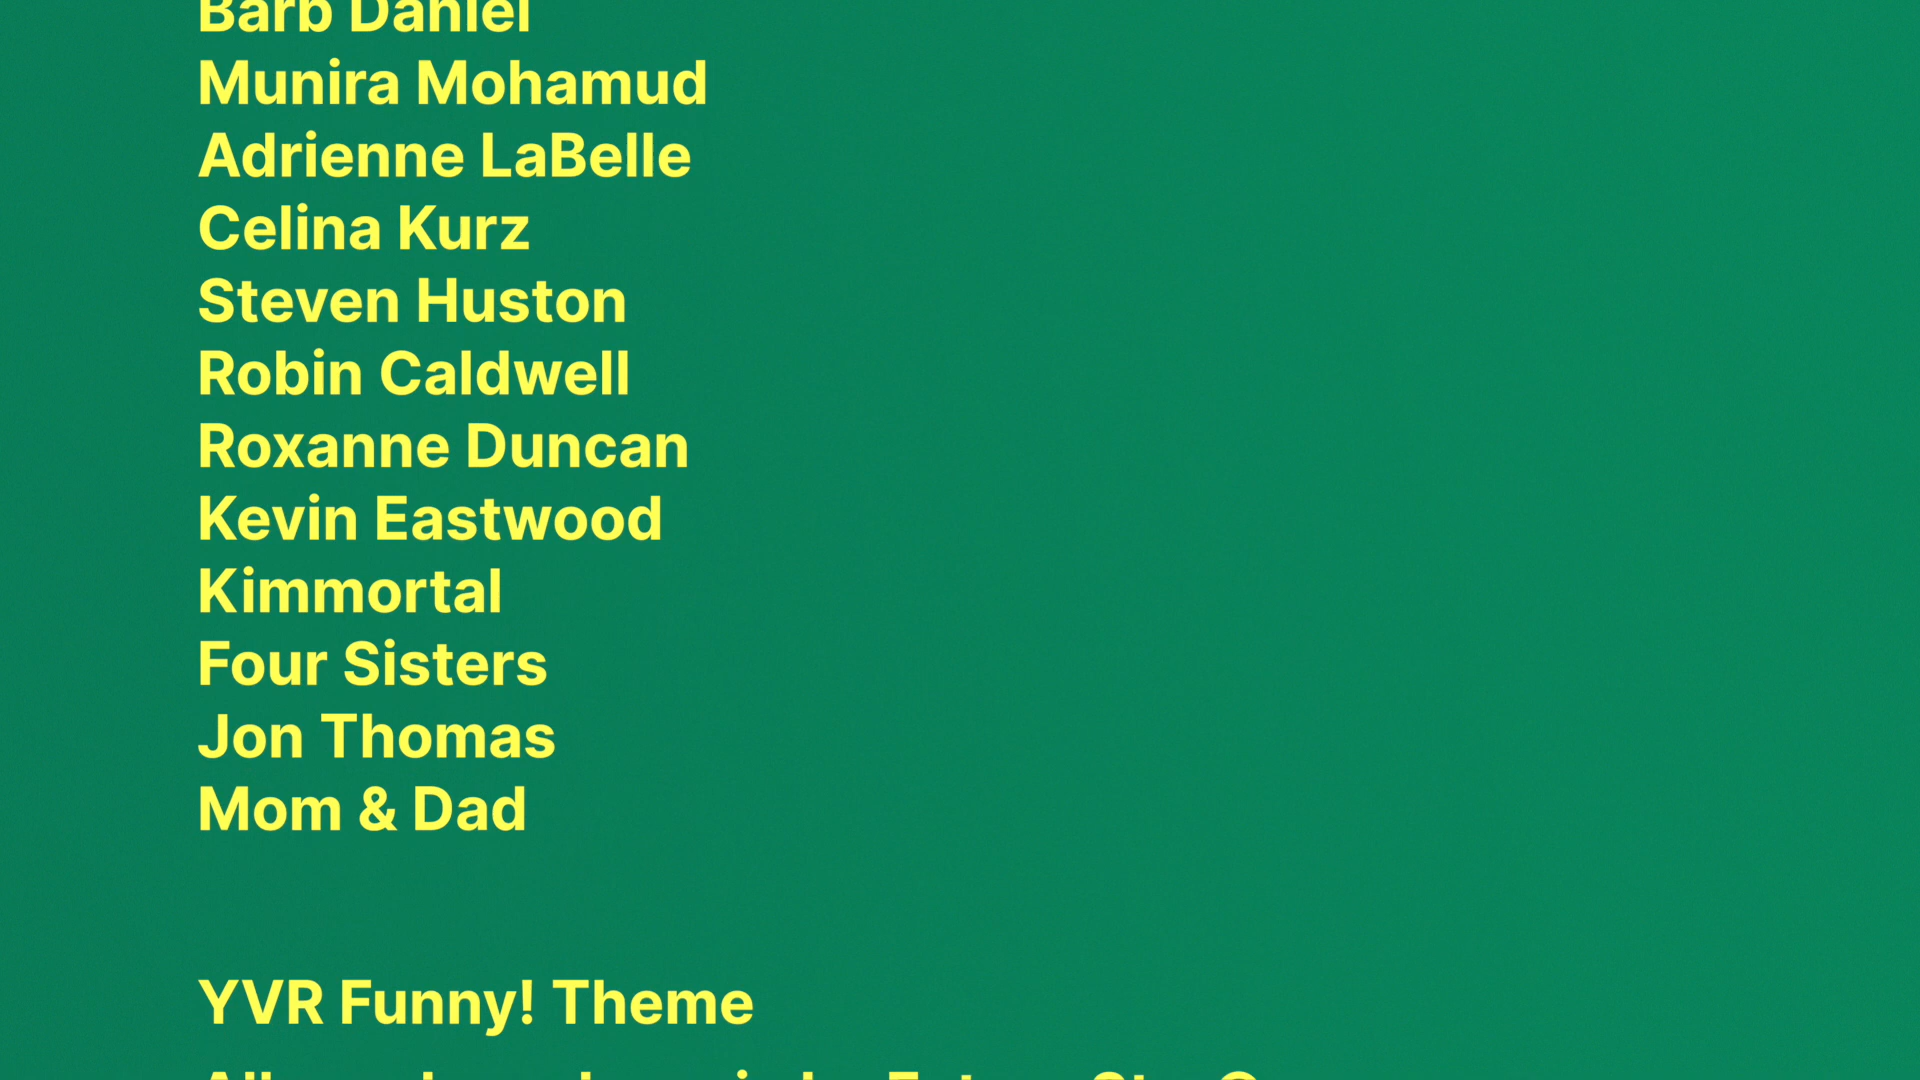 Barb Daniel
Munira Mohamud
Adrienne LaBelle
Celina Kurz
Steven Huston
Robin Caldwell
Roxanne Duncan
Kevin Eastwood
Kimmortal
Four Sisters
Jon Thomas
Mom & Dad
YVR Funny! Theme